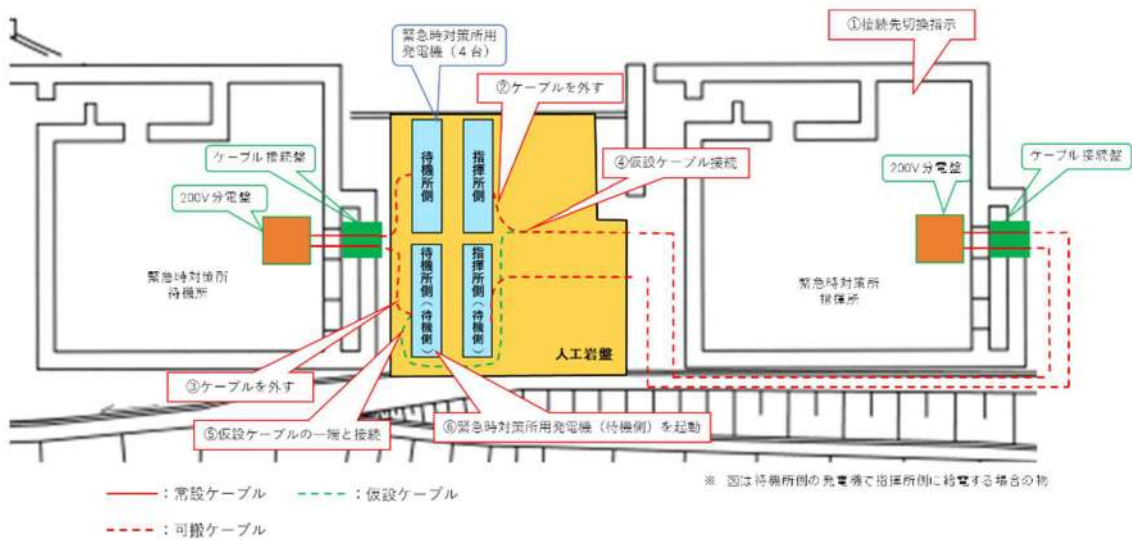 緊急時対策所用
発電機（４台）
①接続先切換指示
②ケーブルを外す
ケーブル接続盤
④仮設ケーブル接続
200V分電盤
200V分電盤
ケーブル接続盤
待機所側
指揮所側
緊急時対策所
待機所
待機所側（待機側）
指揮所側（待機側）
緊急時対策所
指揮所
人工岩盤
③ケーブルを外す
⑤仮設ケーブルの一端と接続
⑥緊急時対策所用発電機（待機側）を起動
※ 図は待機所側の発電機で指揮所側に給電する場合の物
：常設ケーブル
：仮設ケーブル
：可搬ケーブル